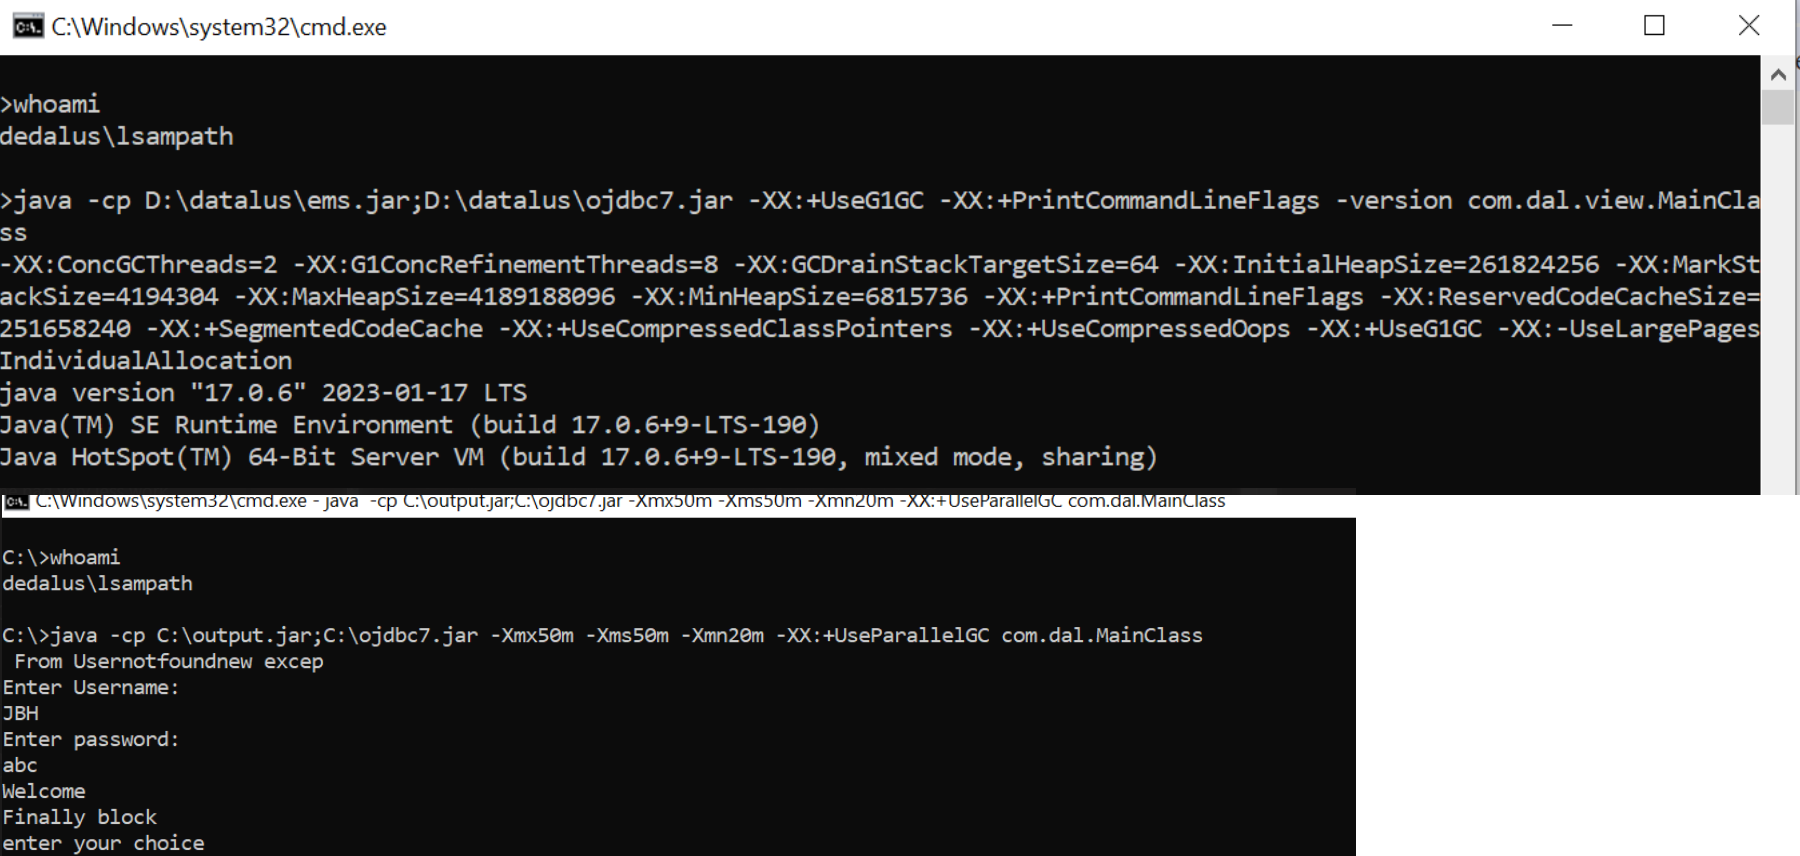 C:\Windows\system32\cmd.exe
>whoami
dedalus\lsampath
>java -cp D:\datalus\ems.jar;D:\datalus\ojdbc7.jar -XX:+UseG1GC -XX:+PrintCommandLineFlags -version com.dal.view.MainCla
ss
-XX:ConcGCThreads=2 -XX:G1ConcRefinementThreads=8 -XX:GCDrainStackTargetSize=64 -XX:InitialHeapSize=261824256 -XX:MarkSt
ackSize=4194304 -XX:MaxHeapSize=4189188096 -XX:MinHeapSize=6815736 -XX:+PrintCommandLineFlags -XX:ReservedCodeCacheSize=
251658240 -XX:+SegmentedCodeCache -XX:+UseCompressedClassPointers -XX:+UseCompressedOops -XX:+UseG1GC -XX:-UseLargePages
IndividualAllocation
java version "17.0.6" 2023-01-17 LTS
Java(TM) SE Runtime Environment (build 17.0.6+9-LTS-190)
Java HotSpot(TM) 64-Bit Server VM (build 17.0.6+9-LTS-190, mixed mode, sharing)
C:\Windows\system32\cmd.exe - java -cp C:\output.jar;C:\ojdbc7.jar -Xmx50m -Xms50m -Xmn20m -XX:+UseParallelGC com.dal.MainClass
C:\>whoami
dedalus\lsampath
C:\>java -cp C:\output.jar;C:\ojdbc7.jar -Xmx50m -Xms50m -Xmn20m -XX:+UseParallelGC com.dal.MainClass
From Usernotfoundnew excep
Enter Username:
JBH
Enter password:
abc
Welcome
Finally block
enter your choice